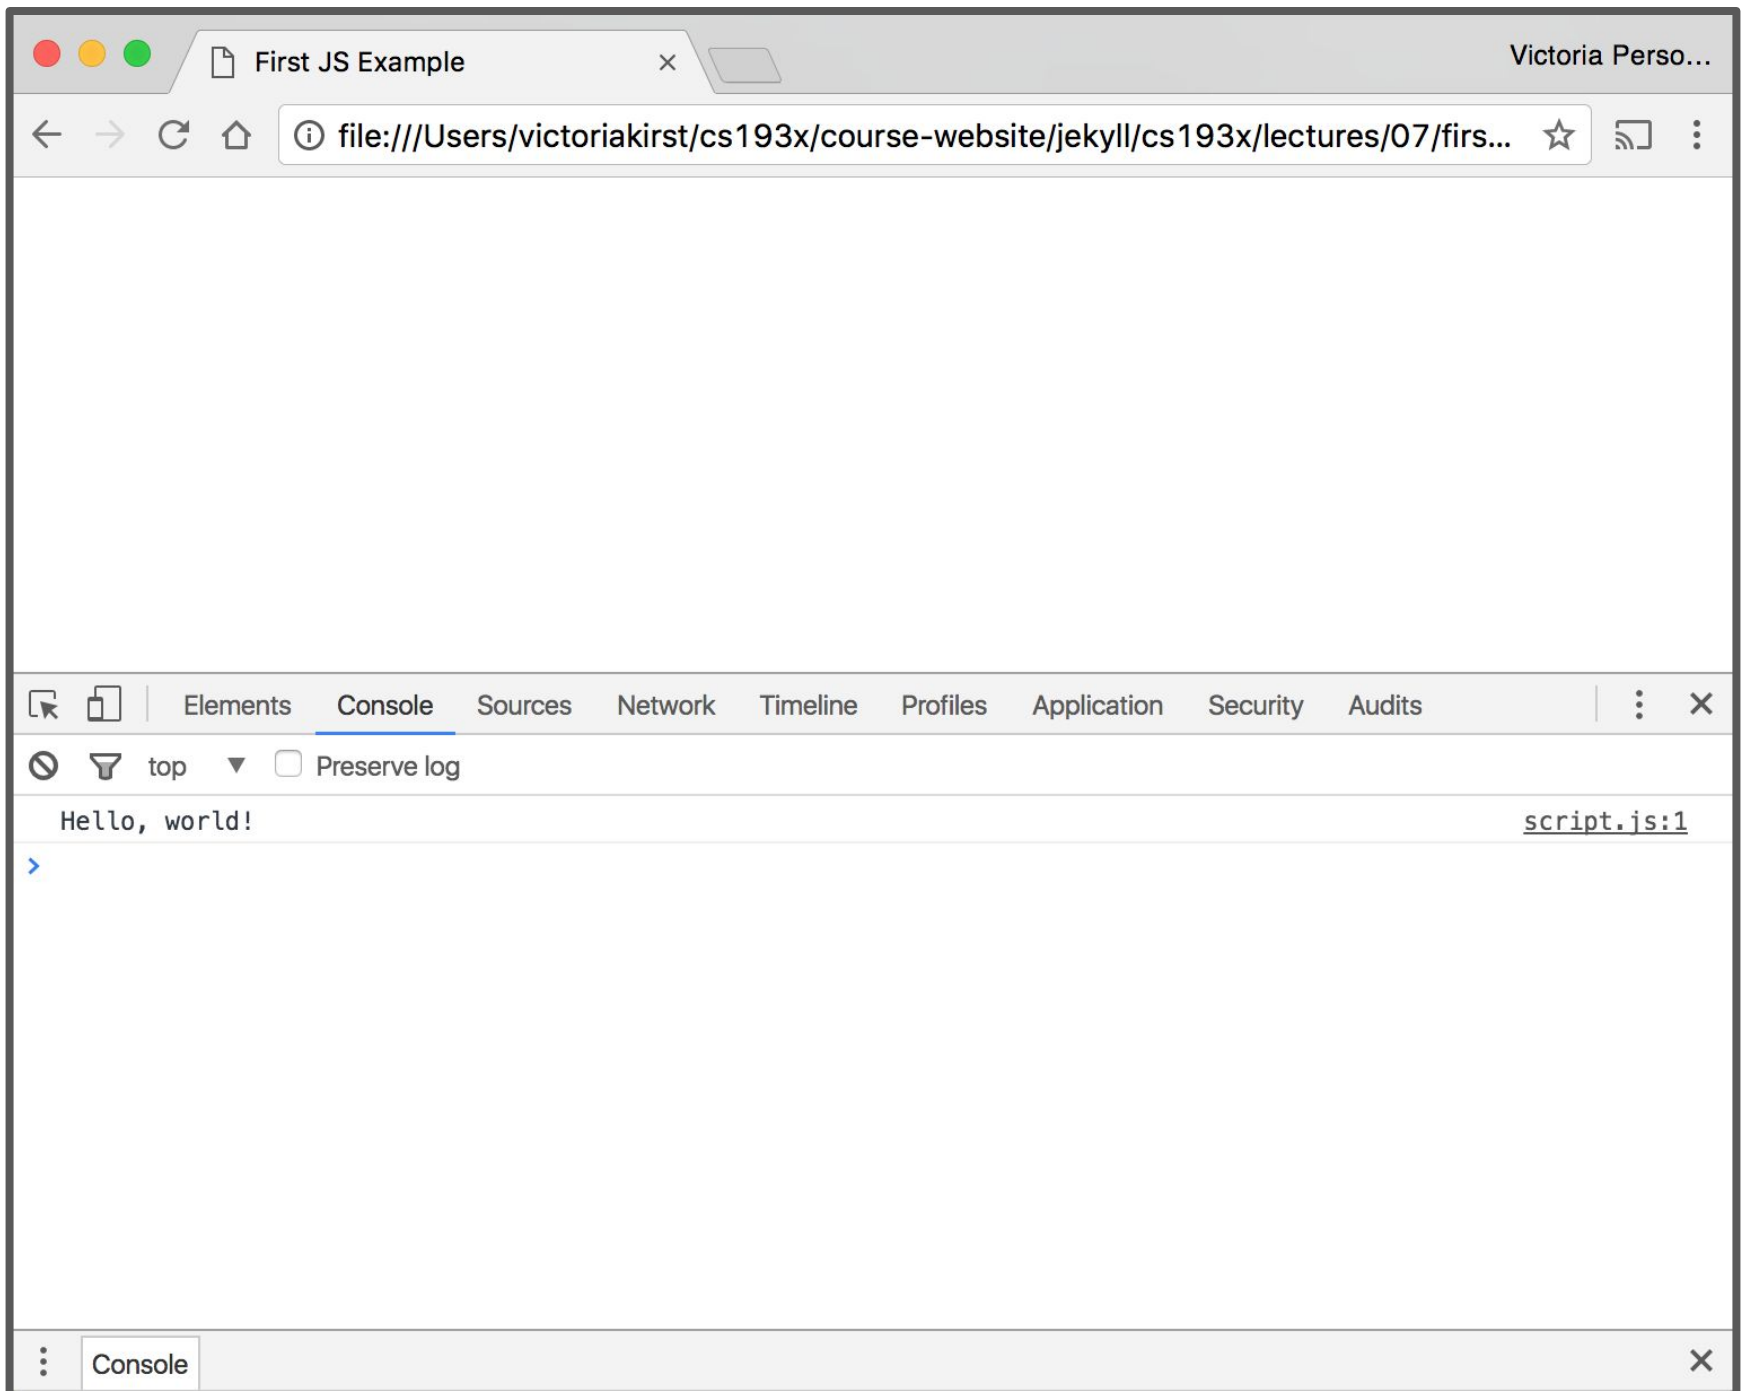 First JS Example
Victoria Perso...
file:///Users/victoriakirst/cs193x/course-website/jekyll/cs193x/lectures/07/firs...
Elements Console Sources Network Timeline Profiles Application Security Audits
top Preserve log
Hello, world! script.js:1
Console